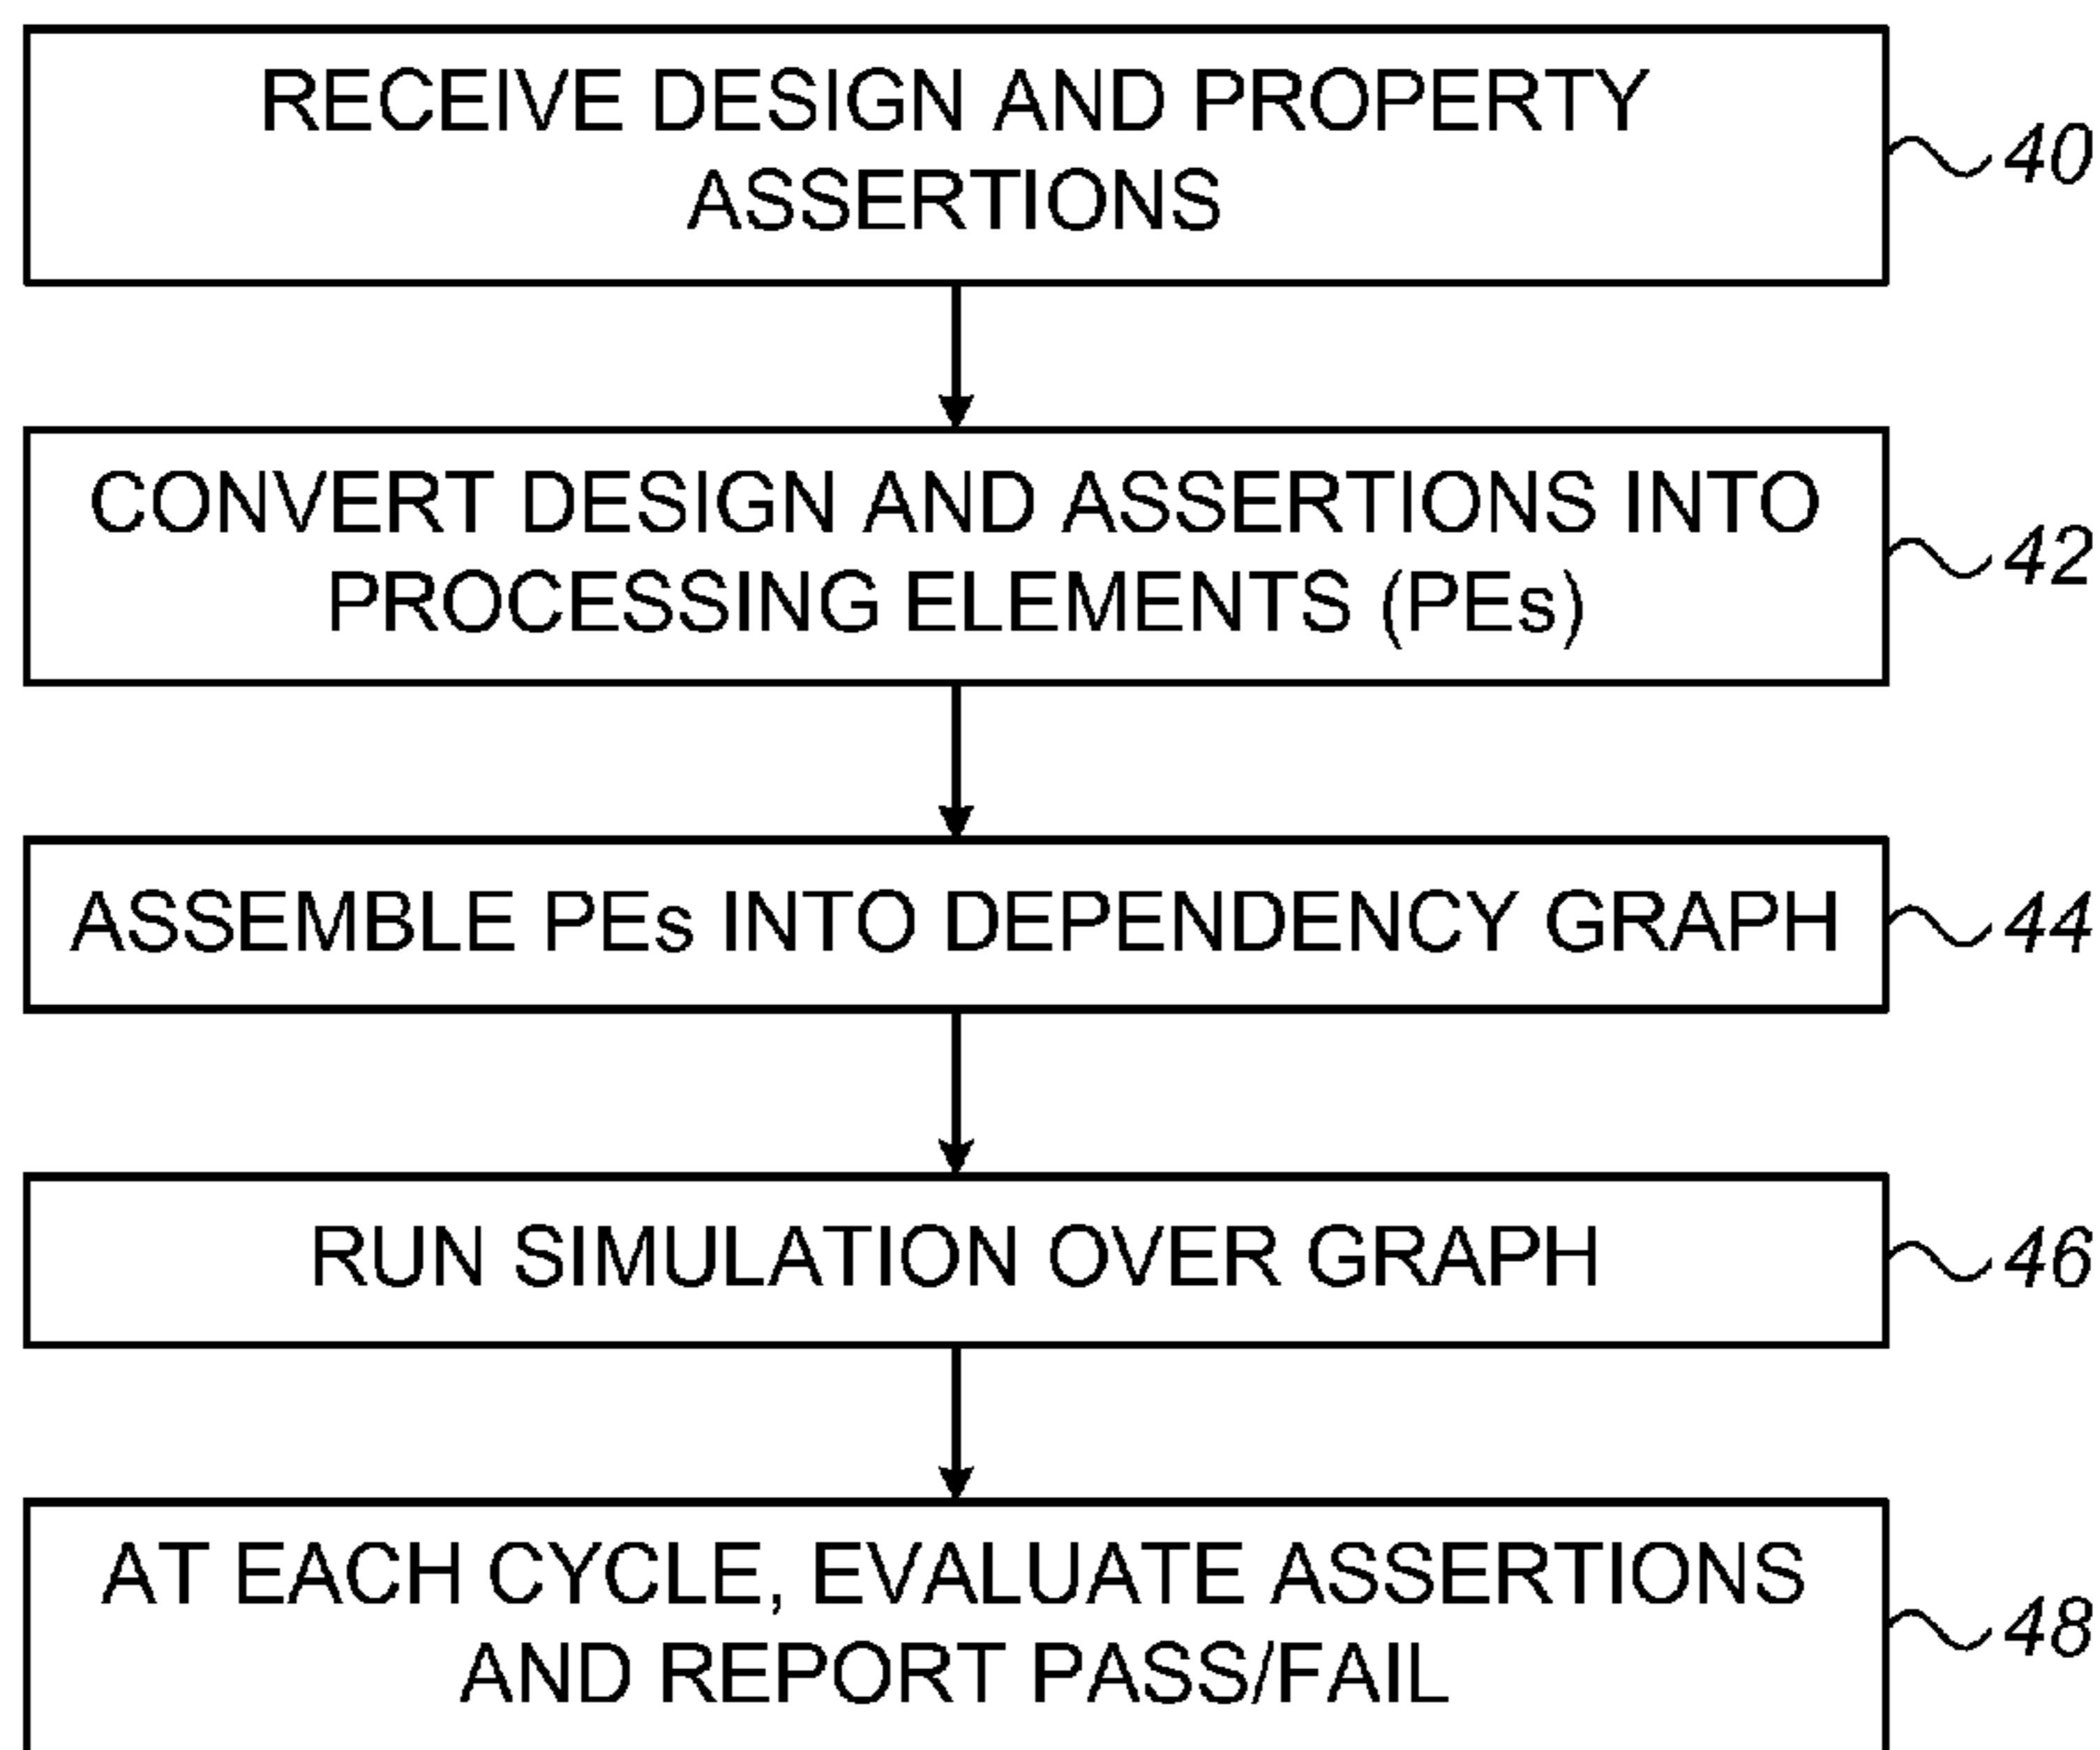 RECEIVE DESIGN AND PROPERTY
ASSERTIONS
40
CONVERT DESIGN AND ASSERTIONS INTO
PROCESSING ELEMENTS (PEs)
42
ASSEMBLE PEs INTO DEPENDENCY GRAPH
44
RUN SIMULATION OVER GRAPH
46
AT EACH CYCLE, EVALUATE ASSERTIONS
AND REPORT PASS/FAIL
48